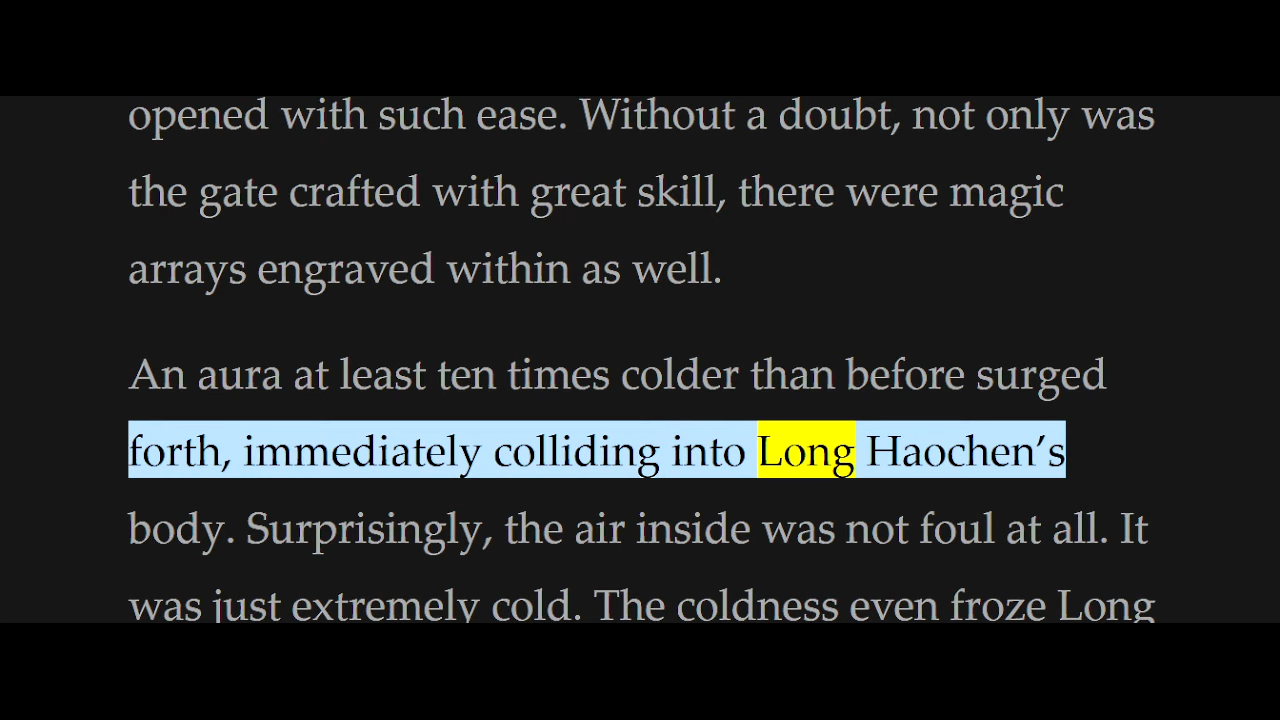 opened with such ease. Without a doubt, not only was
the gate crafted with great skill, there were magic
arrays engraved within as well.
An aura at least ten times colder than before surged
forth, immediately colliding into Long Haochen’s
body. Surprisingly, the air inside was not foul at all. It
was just extremely cold. The coldness even froze Long